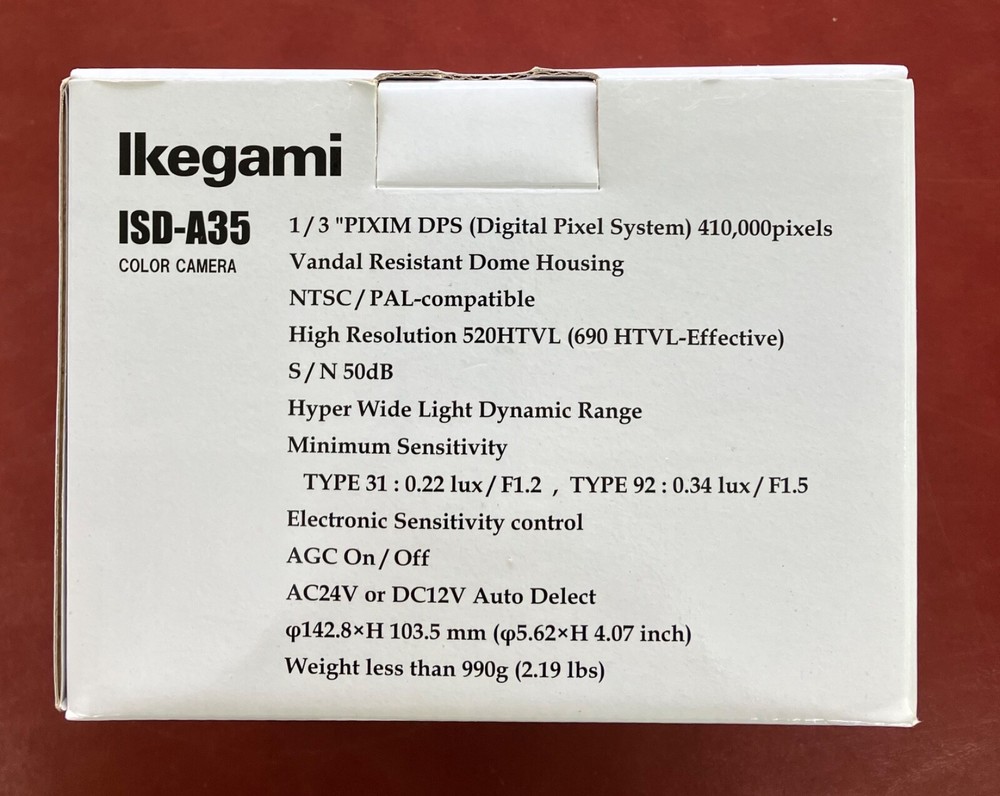 Ikegami
ISD-A35
COLOR CAMERA
1/3 "PIXIM DPS (Digital Pixel System) 410,000pixels
Vandal Resistant Dome Housing
NTSC/PAL-compatible
High Resolution 520HTVL (690 HTVL-Effective)
S/N 50dB
Hyper Wide Light Dynamic Range
Minimum Sensitivity
TYPE 31 : 0.22 lux/F1.2 , TYPE 92 : 0.34 lux/F1.5
Electronic Sensitivity control
AGC On/Off
AC24V or DC12V Auto Delect
φ142.8×H 103.5 mm (φ5.62×H 4.07 inch)
Weight less than 990g (2.19 lbs)